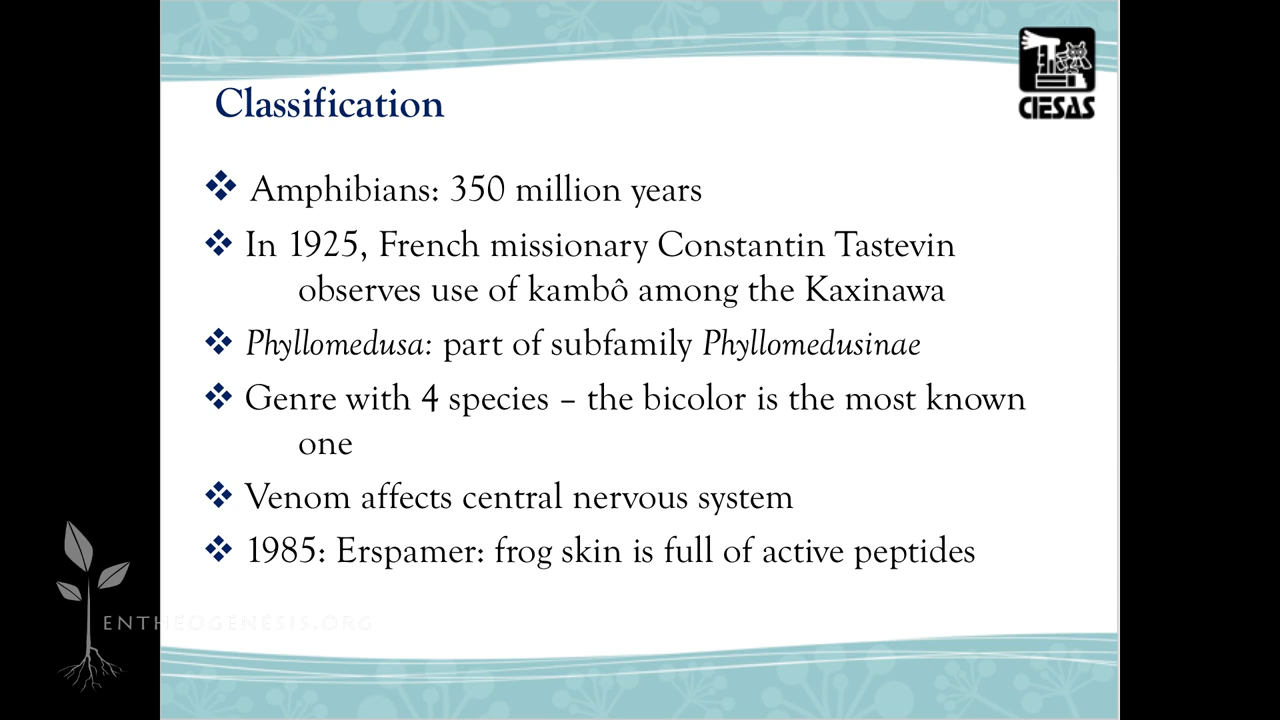 CIESAS
Classification
❖ Amphibians: 350 million years
❖ In 1925, French missionary Constantin Tastevin
observes use of kambô among the Kaxinawa
❖ Phyllomedusa: part of subfamily Phyllomedusinae
❖ Genre with 4 species – the bicolor is the most known
one
❖ Venom affects central nervous system
❖ 1985: Erspamer: frog skin is full of active peptides
ENTHEOGENESIS.ORG